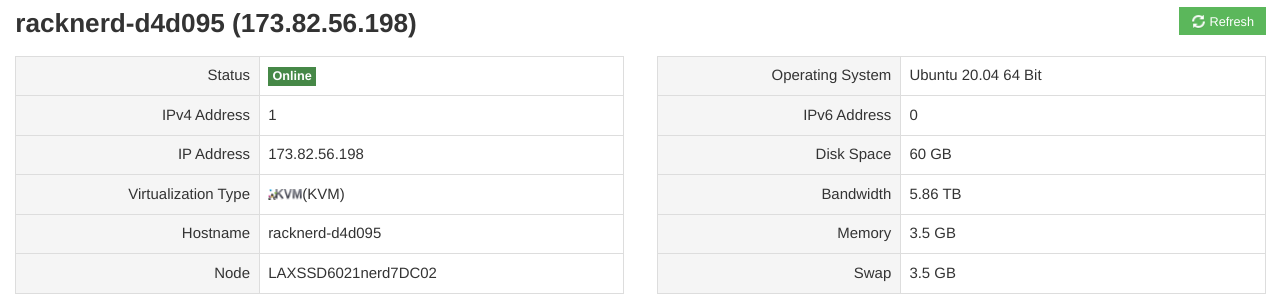 racknerd-d4d095 (173.82.56.198)
Refresh
Status Online
IPv4 Address 1
IP Address 173.82.56.198
Virtualization Type KVM(KVM)
Hostname racknerd-d4d095
Node LAXSSD6021nerd7DC02
Operating System Ubuntu 20.04 64 Bit
IPv6 Address 0
Disk Space 60 GB
Bandwidth 5.86 TB
Memory 3.5 GB
Swap 3.5 GB